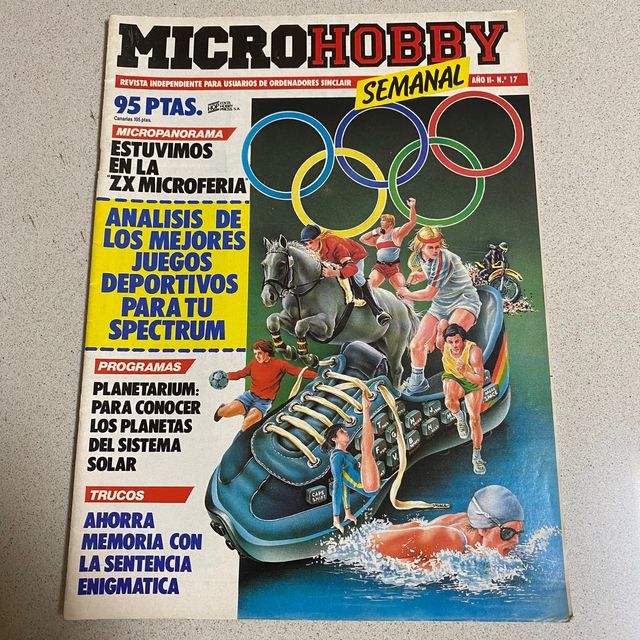 MICROHOBBY
SEMANAL
REVISTA INDEPENDIENTE PARA USUARIOS DE ORDENADORES SINCLAIR
AÑO II- N.º 17
95 PTAS.
Canarias 105 ptas.
MICROPANORAMA
ESTUVIMOS
EN LA
"ZX MICROFERIA"
ANALISIS DE
LOS MEJORES
JUEGOS
DEPORTIVOS
PARA TU
SPECTRUM
PROGRAMAS
PLANETARIUM:
PARA CONOCER
LOS PLANETAS
DEL SISTEMA
SOLAR
TRUCOS
AHORRA
MEMORIA CON
LA SENTENCIA
ENIGMATICA
CAPS
SHIFT